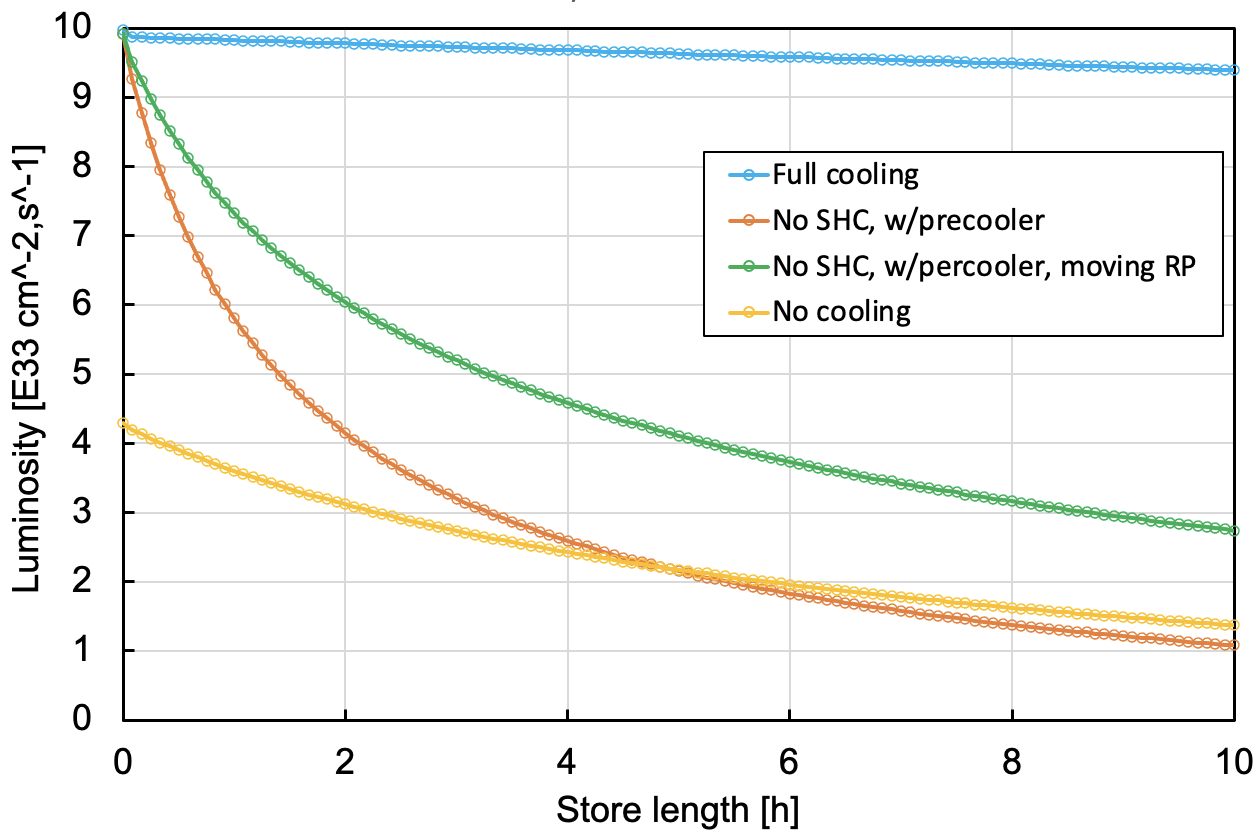 10
9
8
7
6
5
4
3
2
1
0
Luminosity [E33 cm^-2,s^-1]
Full cooling
No SHC, w/precooler
No SHC, w/percooler, moving RP
No cooling
0 2 4 6 8 10
Store length [h]